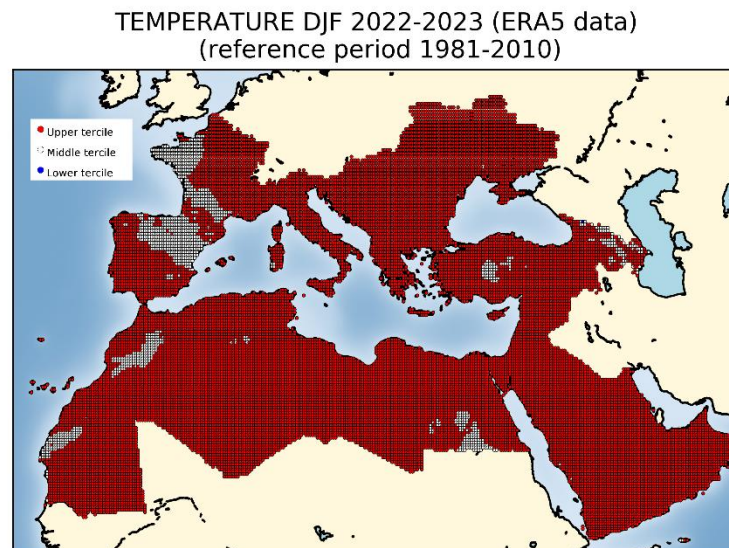 TEMPERATURE DJF 2022-2023 (ERA5 data)
(reference period 1981-2010)
Upper tercile
Middle tercile
Lower tercile